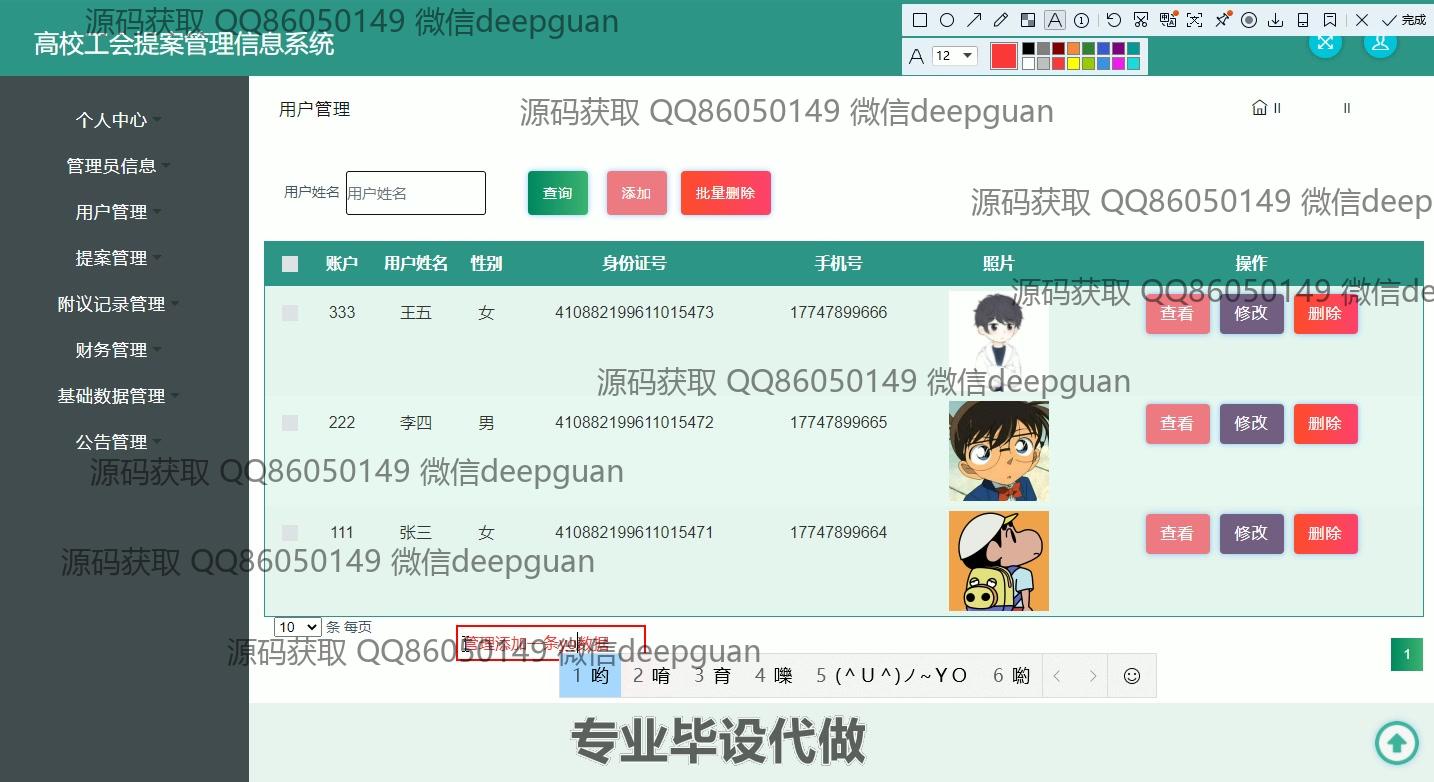 源码获取 QQ86050149 微信deepguan
高校工会提案管理信息系统
完成
A 12
个人中心
管理员信息
用户管理
提案管理
附议记录管理
财务管理
基础数据管理
公告管理
用户管理
源码获取 QQ86050149 微信deepguan
用户姓名 用户姓名 查询 添加 批量删除
源码获取 QQ86050149 微信deep
账户 用户姓名 性别 身份证号 手机号 照片 操作
源码获取 QQ86050149 微信de
333 王五 女 410882199611015473 17747899666 查看 修改 删除
源码获取 QQ86050149 微信deepguan
222 李四 男 410882199611015472 17747899665 查看 修改 删除
源码获取 QQ86050149 微信deepguan
111 张三 女 410882199611015471 17747899664 查看 修改 删除
源码获取 QQ86050149 微信deepguan
10 条 每页
管理添加一条yo数据
源码获取 QQ86050149 微信deepguan
1
1 哟 2 唷 3 育 4 嚛 5 (^U^)ノ~YO 6 喲
专业毕设代做